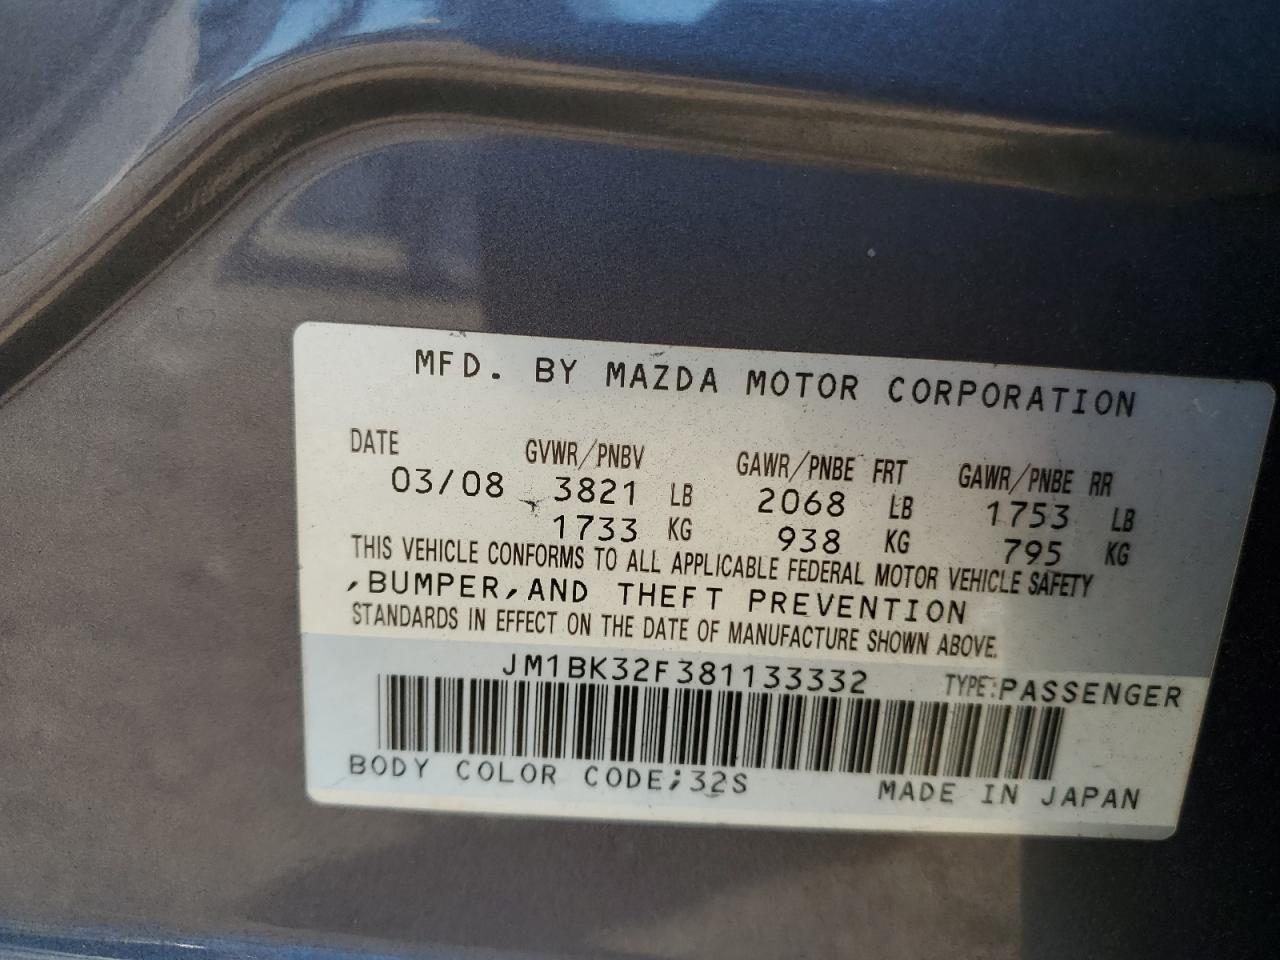 MFD. BY MAZDA MOTOR CORPORATION
DATE GVWR/PNBV GAWR/PNBE FRT GAWR/PNBE RR
03/08 3821 LB 2068 LB 1753 LB
1733 KG 938 KG 795 KG
THIS VEHICLE CONFORMS TO ALL APPLICABLE FEDERAL MOTOR VEHICLE SAFETY
,BUMPER,AND THEFT PREVENTION
STANDARDS IN EFFECT ON THE DATE OF MANUFACTURE SHOWN ABOVE.
JM1BK32F381133332 TYPE:PASSENGER
BODY COLOR CODE;32S MADE IN JAPAN